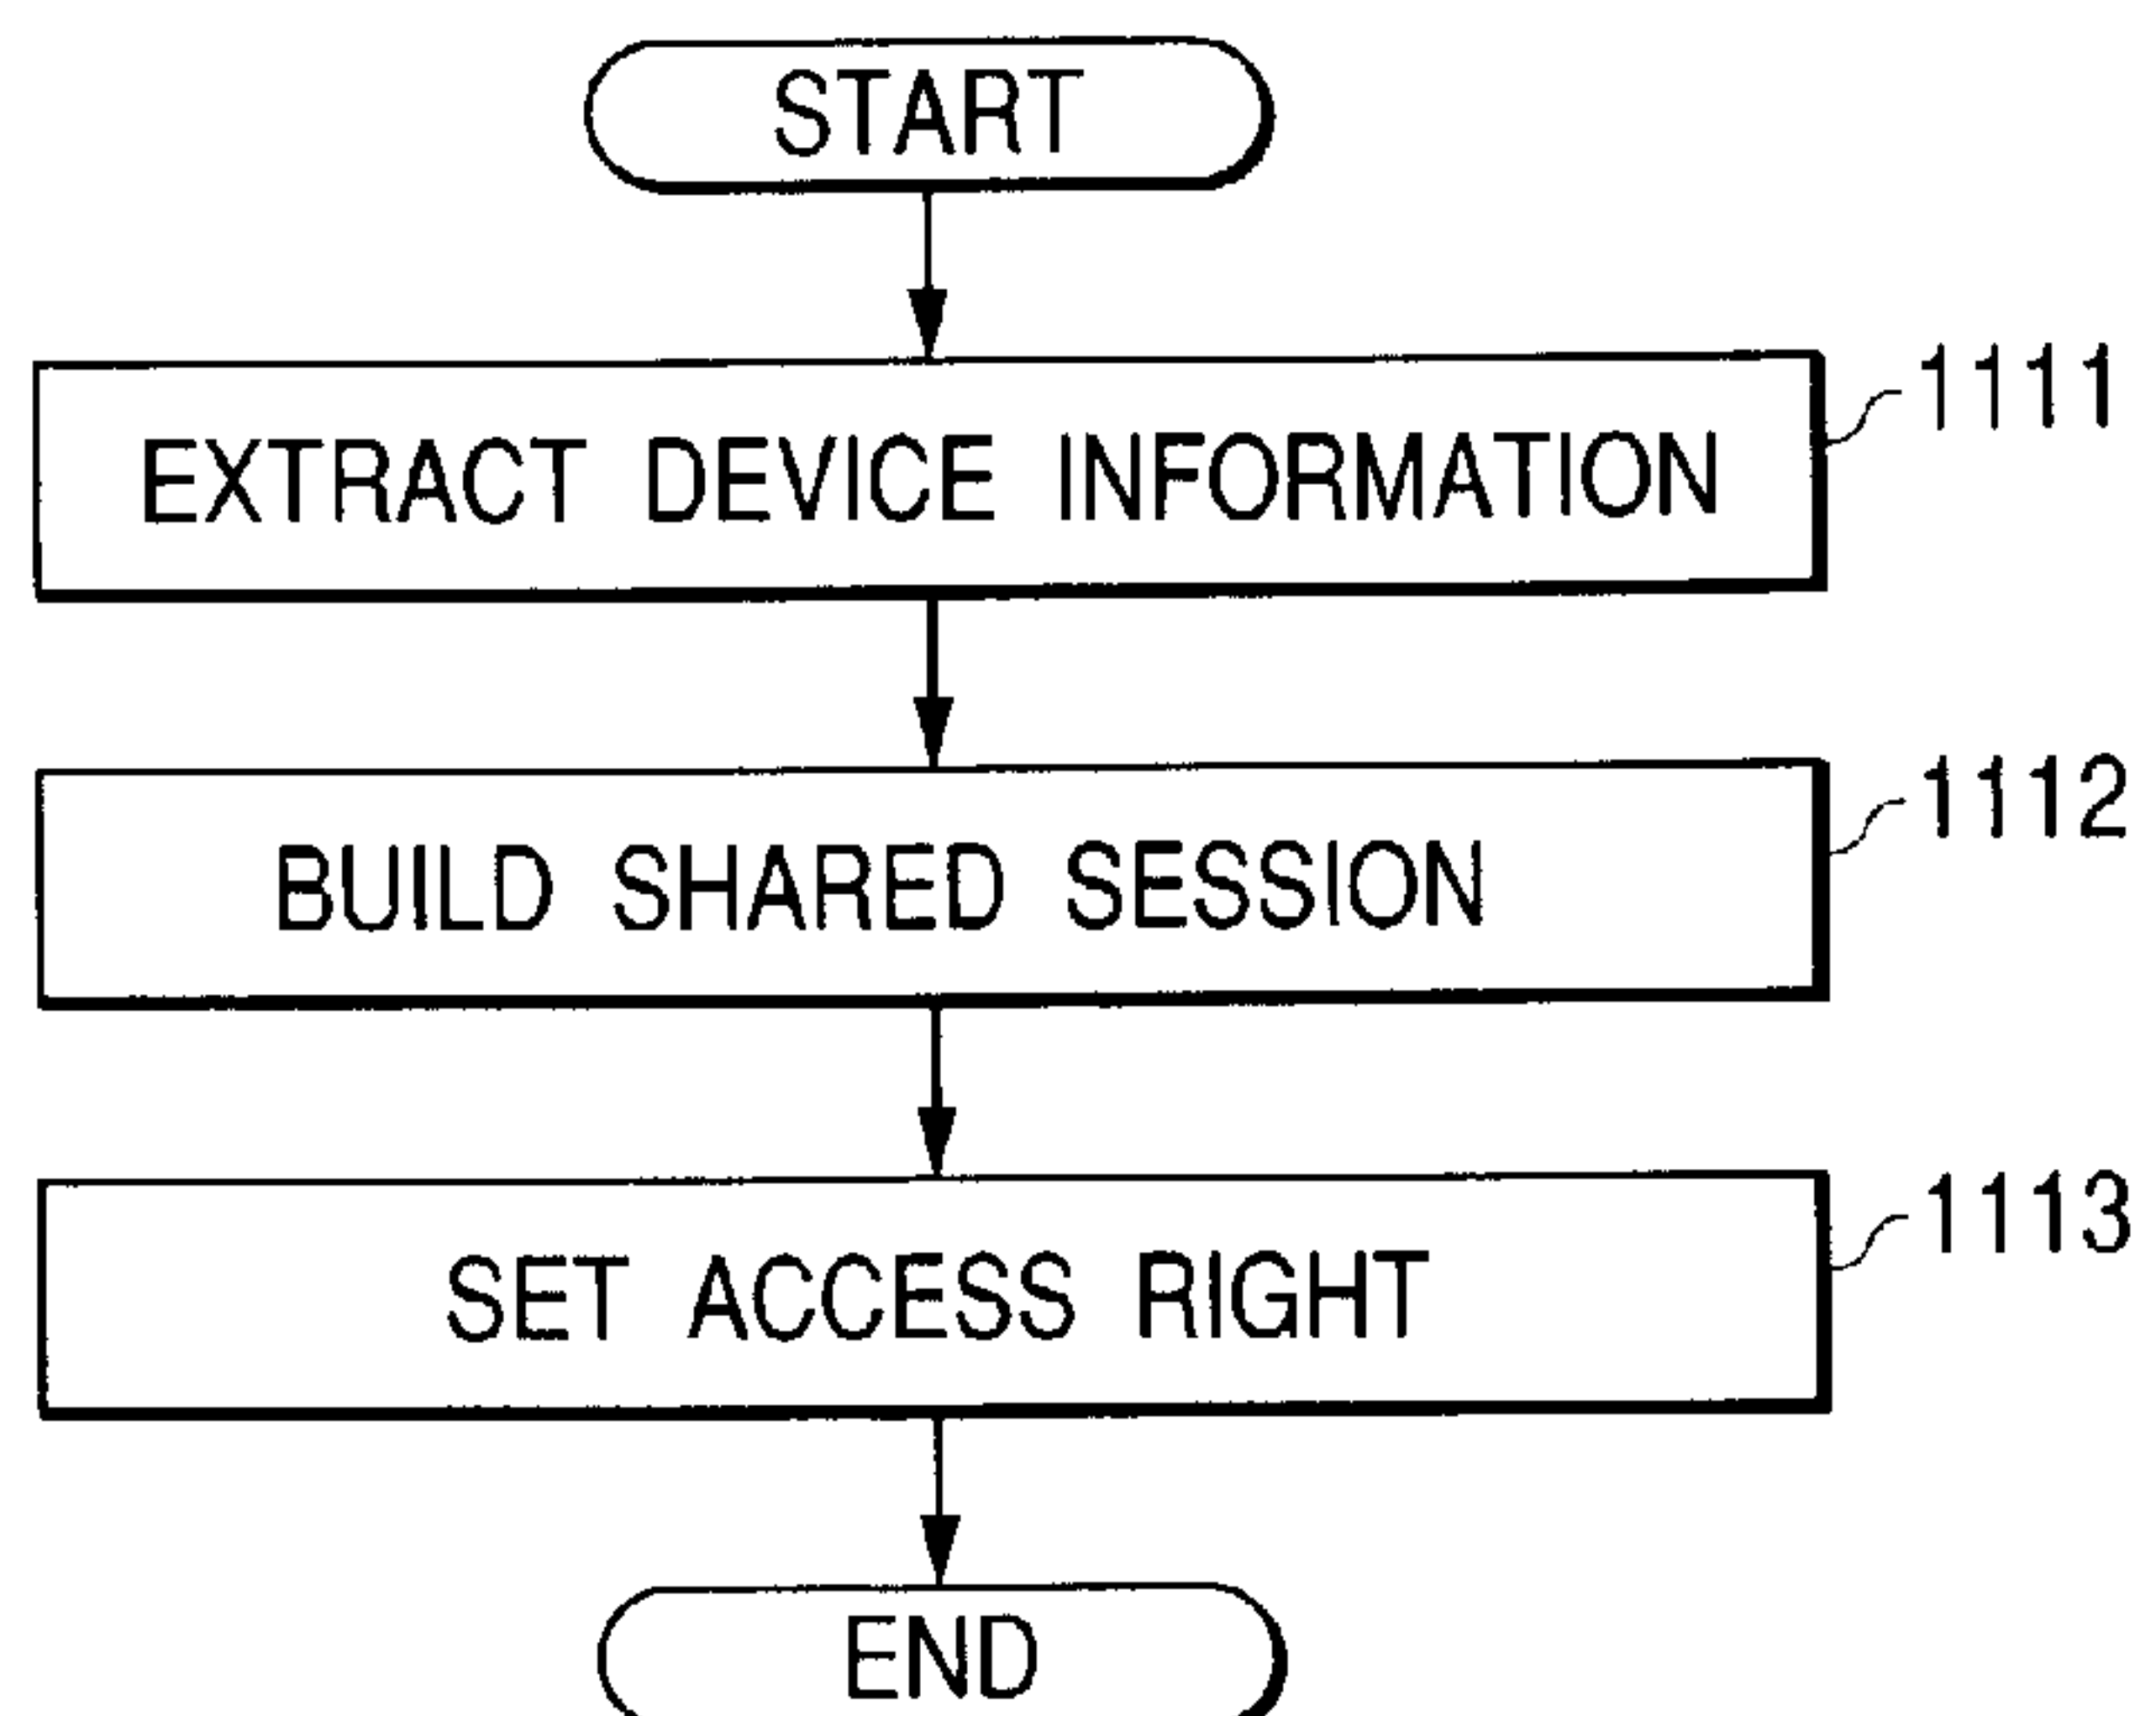 START
EXTRACT DEVICE INFORMATION
1111
BUILD SHARED SESSION
1112
SET ACCESS RIGHT
1113
END